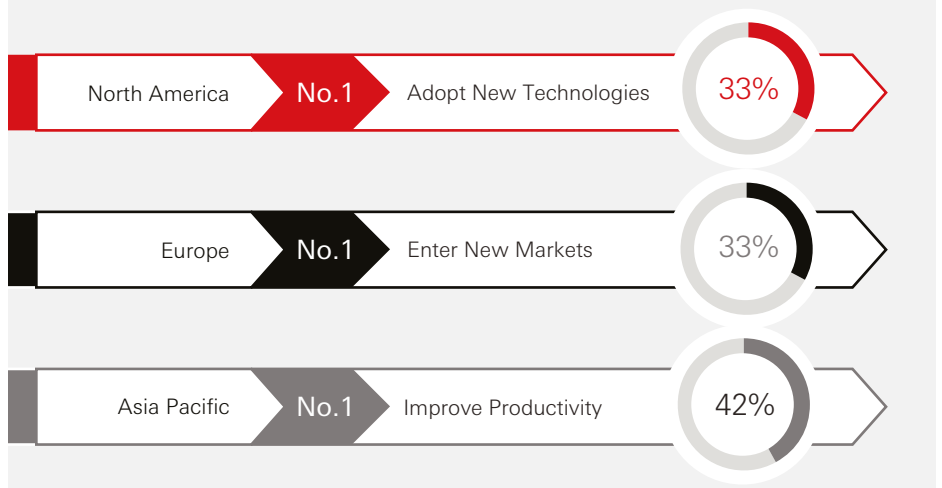 North America No.1 Adopt New Technologies 33%
Europe No.1 Enter New Markets 33%
Asia Pacific No.1 Improve Productivity 42%